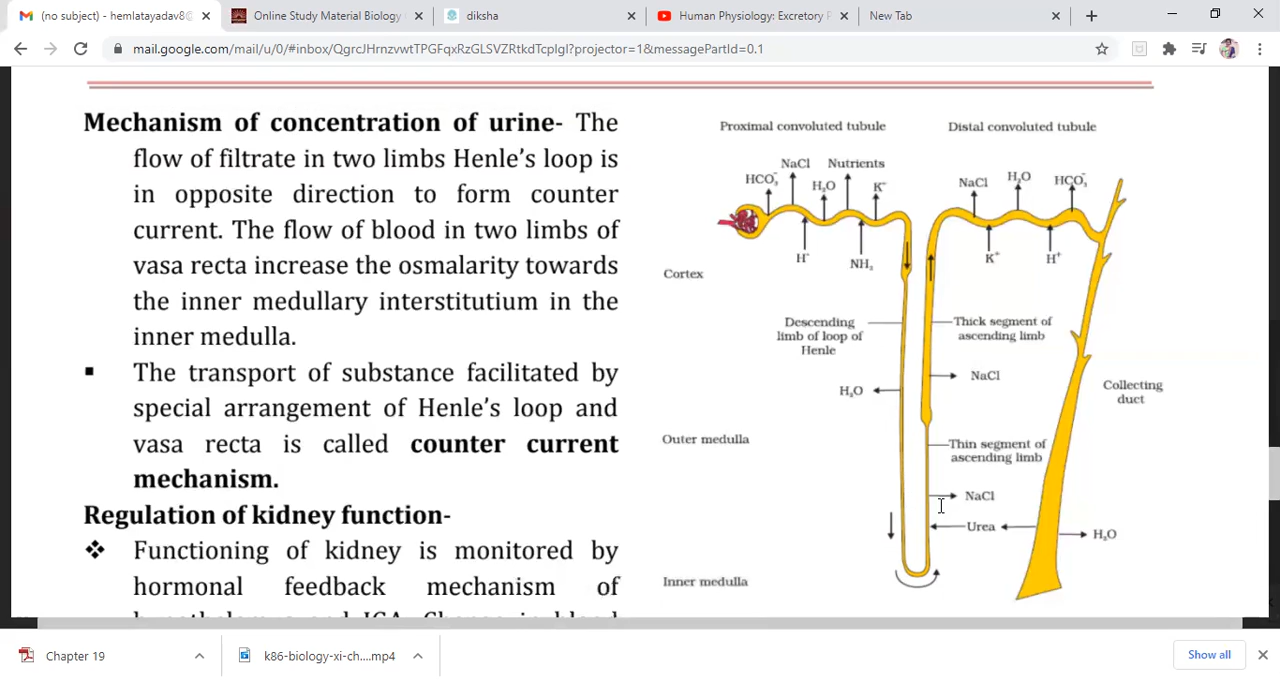 (no subject) - hemlatayadav8@
Online Study Material Biology
diksha
Human Physiology: Excretory P
New Tab
mail.google.com/mail/u/0/#inbox/QgrcJHrnzvwtTPGFqxRzGLSVZRtkdTcplgl?projector=1&messagePartId=0.1
Mechanism of concentration of urine- The
flow of filtrate in two limbs Henle's loop is
in opposite direction to form counter
current. The flow of blood in two limbs of
vasa recta increase the osmalarity towards
the inner medullary interstitutium in the
inner medulla.
▪ The transport of substance facilitated by
special arrangement of Henle's loop and
vasa recta is called counter current
mechanism.
Regulation of kidney function-
❖ Functioning of kidney is monitored by
hormonal feedback mechanism of
Proximal convoluted tubule
Distal convoluted tubule
HCO₃⁻
NaCl
H₂O
Nutrients
K⁺
NaCl
H₂O
HCO₃⁻
NH₃
K⁺
H⁺
Cortex
Descending
limb of loop of
Henle
Thick segment of
ascending limb
H₂O
NaCl
Collecting
duct
Outer medulla
Thin segment of
ascending limb
NaCl
Urea
H₂O
Inner medulla
Chapter 19
k86-biology-xi-ch....mp4
Show all